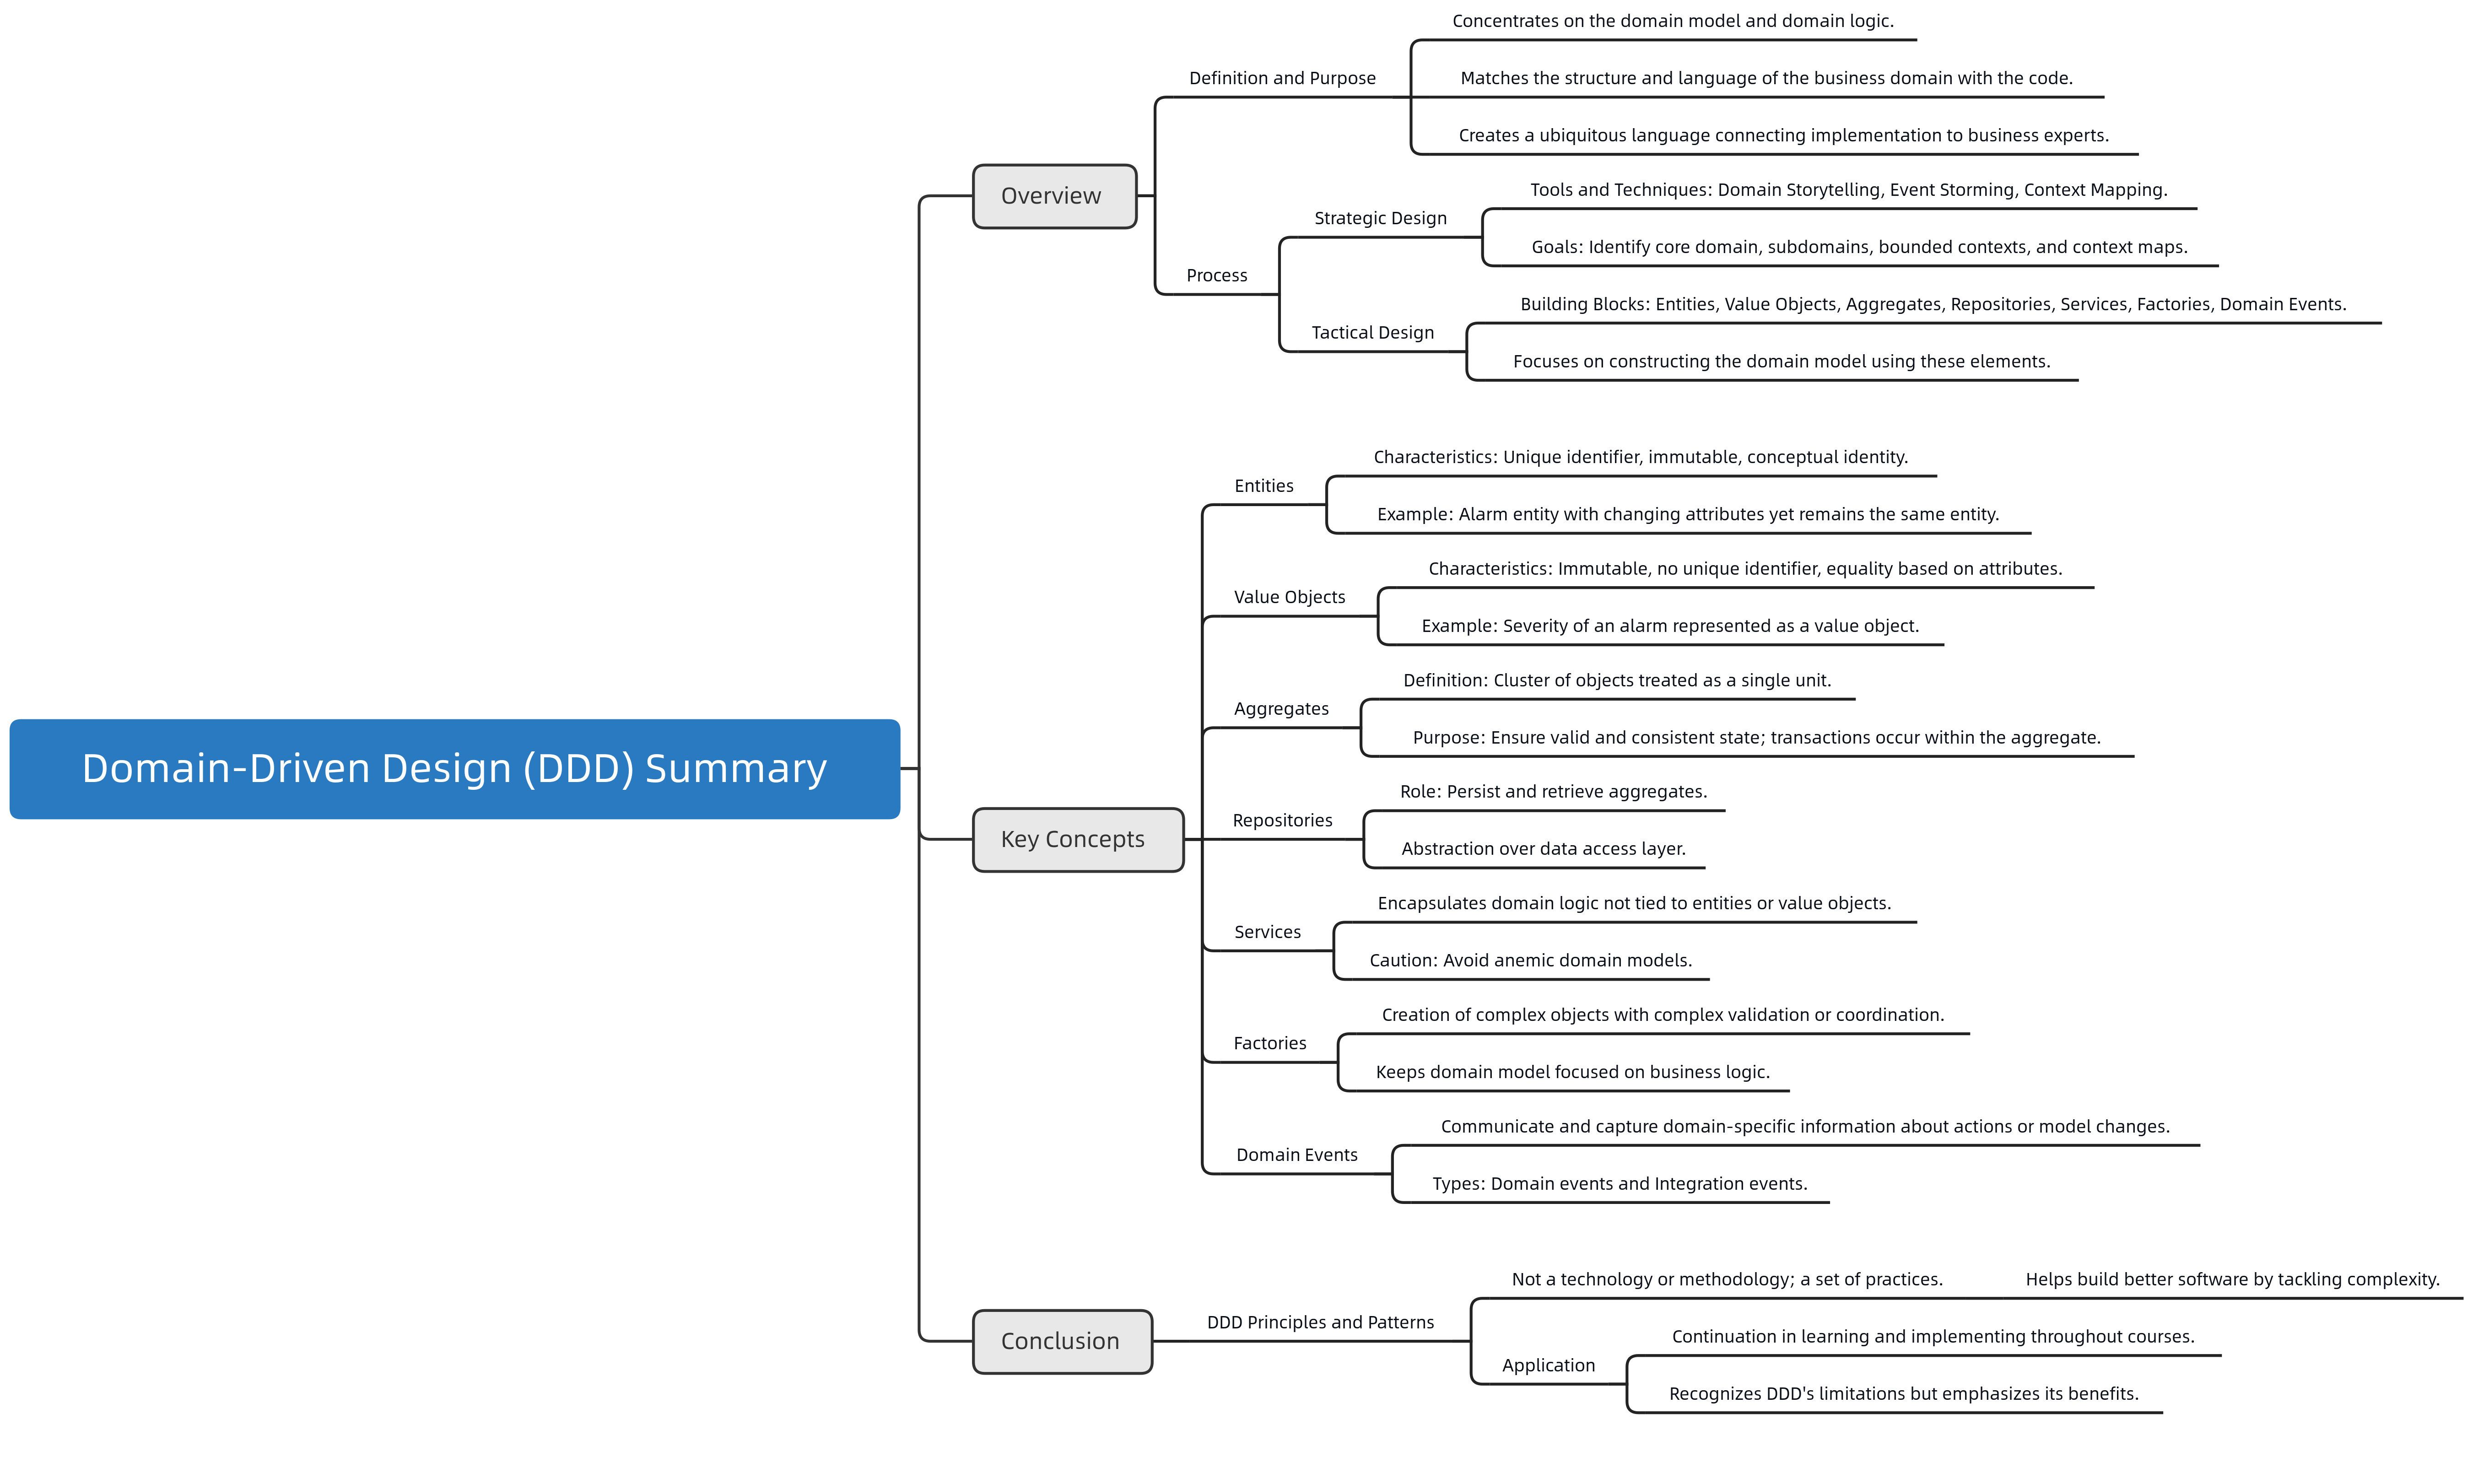 Domain-Driven Design (DDD) Summary
Overview
Definition and Purpose
Concentrates on the domain model and domain logic.
Matches the structure and language of the business domain with the code.
Creates a ubiquitous language connecting implementation to business experts.
Process
Strategic Design
Tools and Techniques: Domain Storytelling, Event Storming, Context Mapping.
Goals: Identify core domain, subdomains, bounded contexts, and context maps.
Tactical Design
Building Blocks: Entities, Value Objects, Aggregates, Repositories, Services, Factories, Domain Events.
Focuses on constructing the domain model using these elements.
Key Concepts
Entities
Characteristics: Unique identifier, immutable, conceptual identity.
Example: Alarm entity with changing attributes yet remains the same entity.
Value Objects
Characteristics: Immutable, no unique identifier, equality based on attributes.
Example: Severity of an alarm represented as a value object.
Aggregates
Definition: Cluster of objects treated as a single unit.
Purpose: Ensure valid and consistent state; transactions occur within the aggregate.
Repositories
Role: Persist and retrieve aggregates.
Abstraction over data access layer.
Services
Encapsulates domain logic not tied to entities or value objects.
Caution: Avoid anemic domain models.
Factories
Creation of complex objects with complex validation or coordination.
Keeps domain model focused on business logic.
Domain Events
Communicate and capture domain-specific information about actions or model changes.
Types: Domain events and Integration events.
Conclusion
DDD Principles and Patterns
Not a technology or methodology; a set of practices.
Helps build better software by tackling complexity.
Application
Continuation in learning and implementing throughout courses.
Recognizes DDD's limitations but emphasizes its benefits.